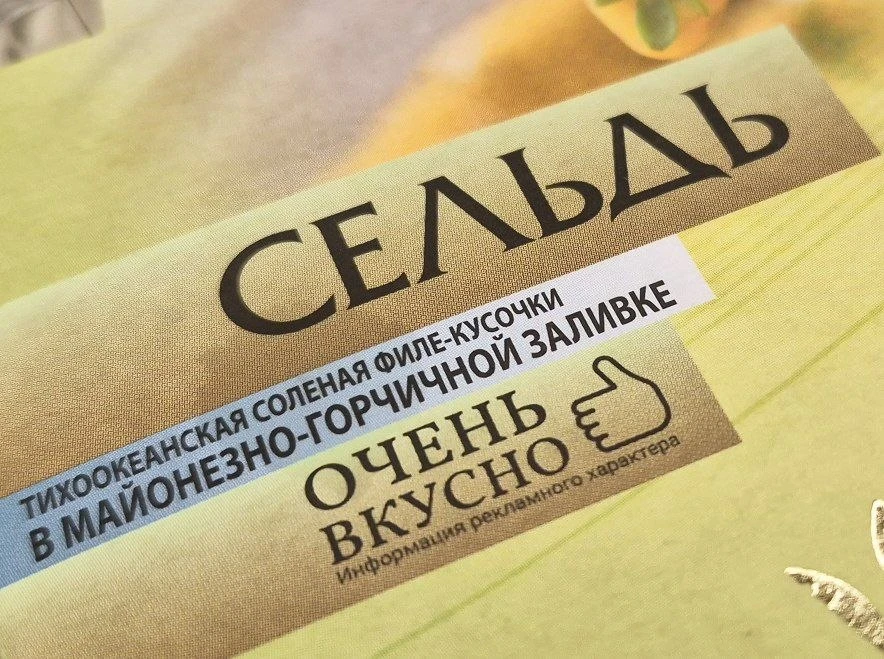 СЕЛЬДЬ
ТИХООКЕАНСКАЯ СОЛЕНАЯ ФИЛЕ-КУСОЧКИ
В МАЙОНЕЗНО-ГОРЧИЧНОЙ ЗАЛИВКЕ
ОЧЕНЬ
ВКУСНО
Информация рекламного характера